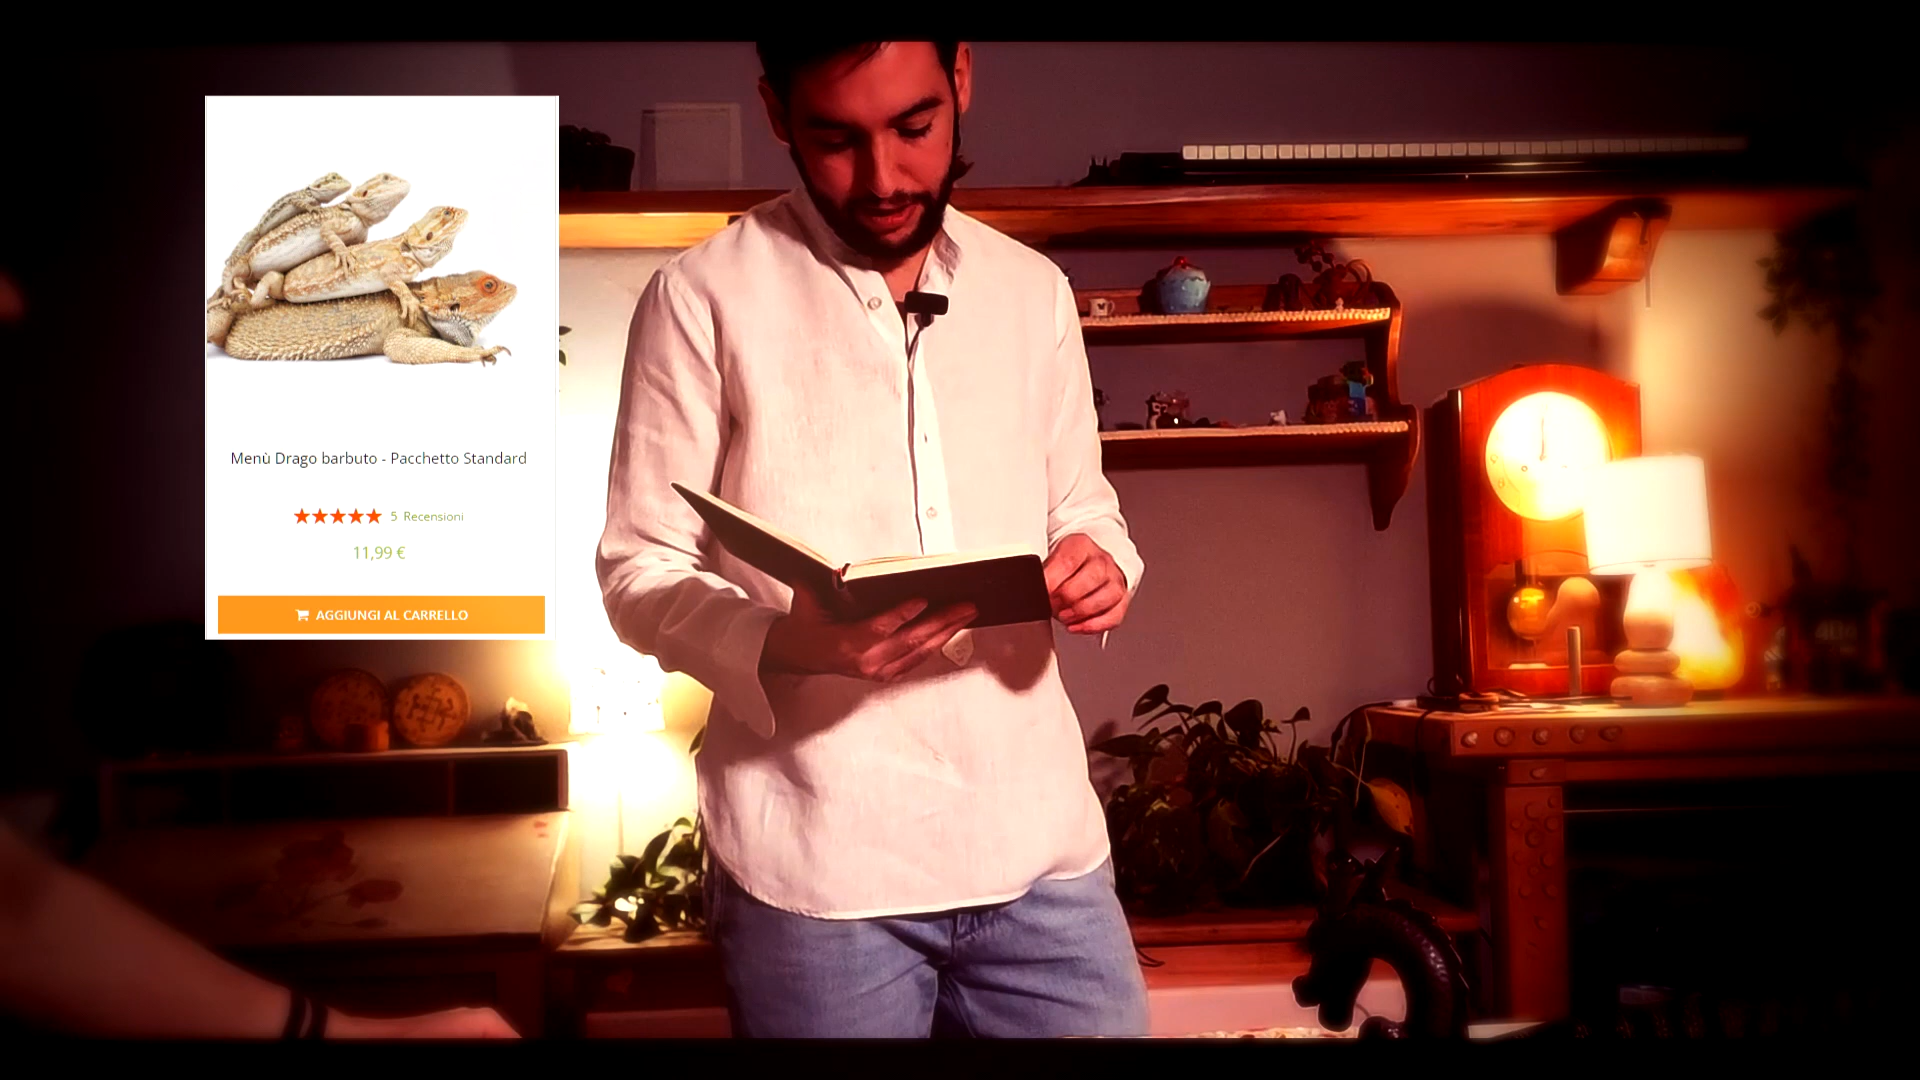 Menù Drago barbuto - Pacchetto Standard
5 Recensioni
11,99 €
AGGIUNGI AL CARRELLO